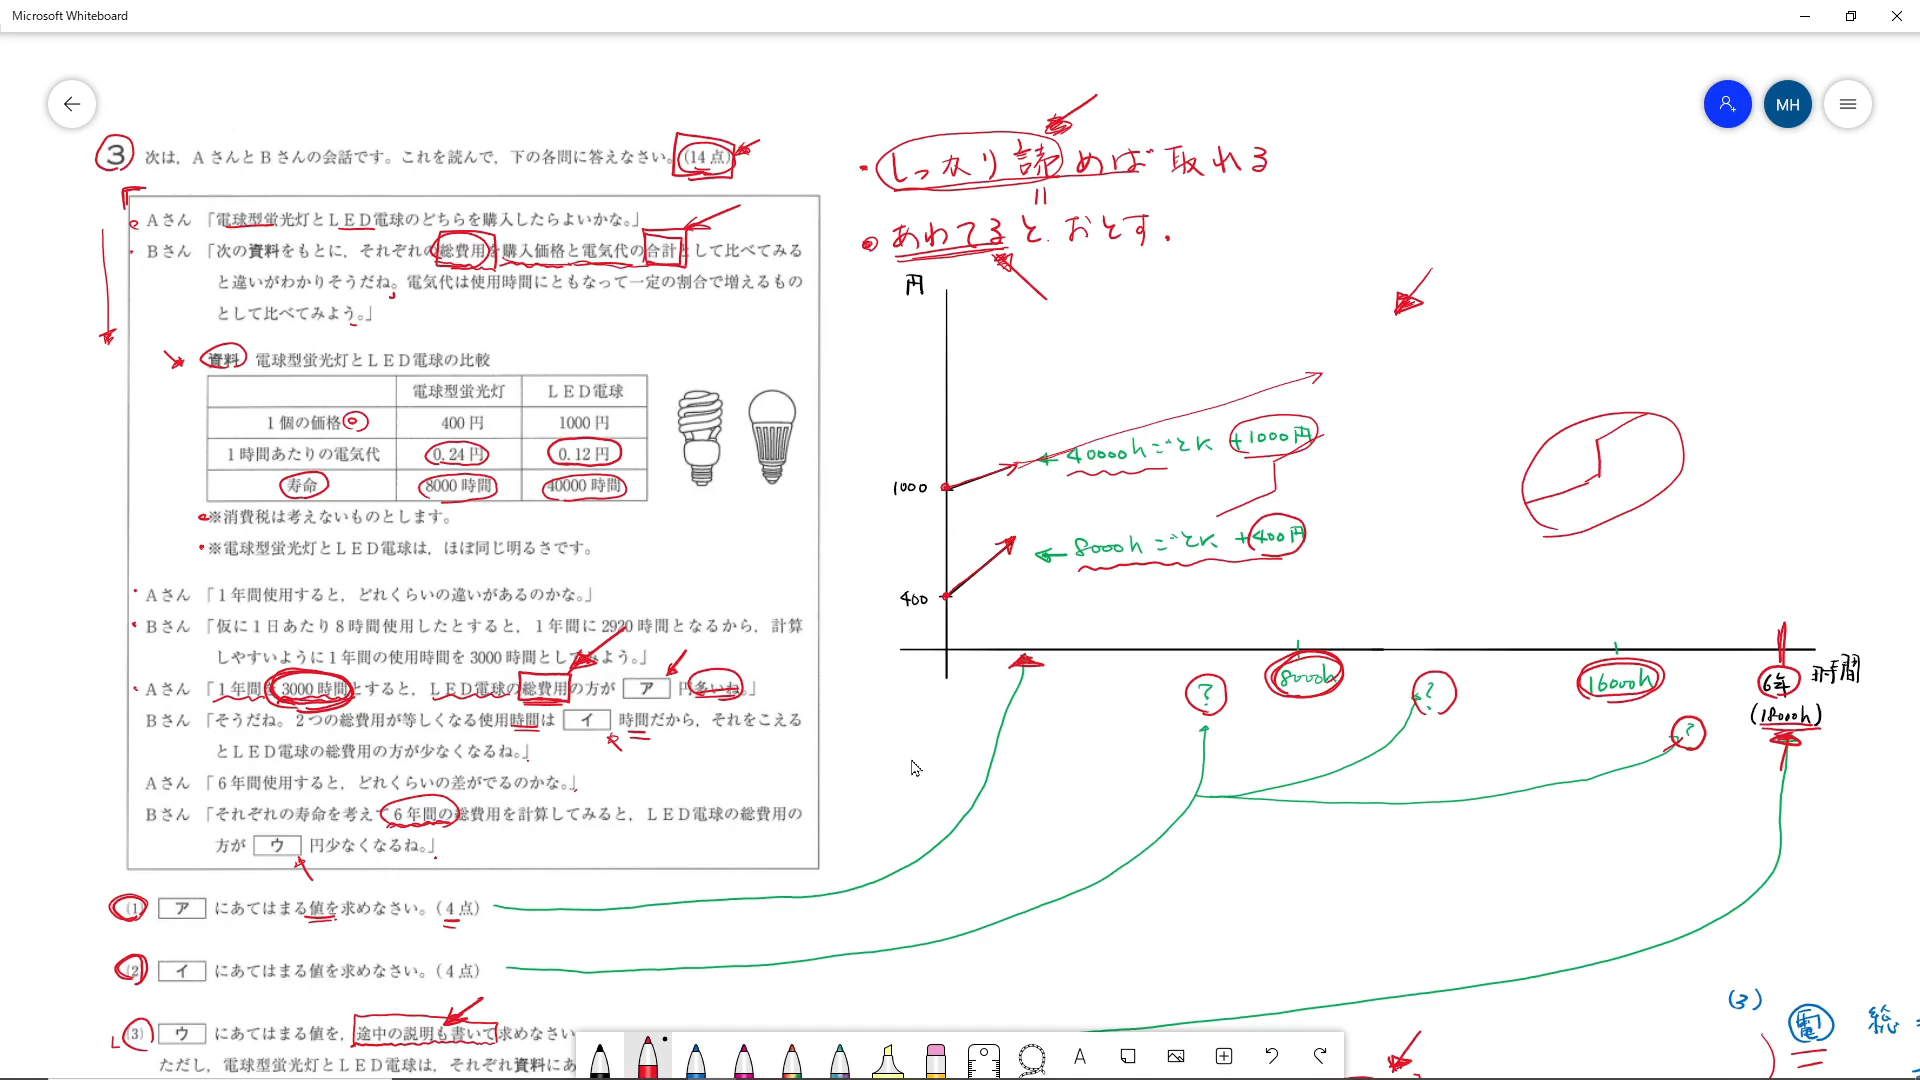 Microsoft Whiteboard
MH
3 次は，AさんとBさんの会話です。これを読んで，下の各問に答えなさい。(14点)
Aさん「電球型蛍光灯とLED電球のどちらを購入したらよいかな。」
Bさん「次の資料をもとに，それぞれの総費用を購入価格と電気代の合計として比べてみる
と違いがわかりそうだね。電気代は使用時間にともなって一定の割合で増えるもの
として比べてみよう。」
資料 電球型蛍光灯とLED電球の比較
電球型蛍光灯 LED電球
1個の価格 400円 1000円
1時間あたりの電気代 0.24円 0.12円
寿命 8000時間 40000時間
※消費税は考えないものとします。
※電球型蛍光灯とLED電球は，ほぼ同じ明るさです。
Aさん「1年間使用すると，どれくらいの違いがあるのかな。」
Bさん「仮に1日あたり8時間使用したとすると，1年間に2920時間となるから，計算
しやすいように1年間の使用時間を3000時間としてみよう。」
Aさん「1年間を3000時間とすると，LED電球の総費用の方が ア 円多いね。」
Bさん「そうだね。2つの総費用が等しくなる使用時間は イ 時間だから，それをこえる
とLED電球の総費用の方が少なくなるね。」
Aさん「6年間使用すると，どれくらいの差がでるのかな。」
Bさん「それぞれの寿命を考えて6年間の総費用を計算してみると，LED電球の総費用の
方が ウ 円少なくなるね。」
(1) ア にあてはまる値を求めなさい。(4点)
(2) イ にあてはまる値を求めなさい。(4点)
(3) ウ にあてはまる値を，途中の説明も書いて求めなさい
ただし，電球型蛍光灯とLED電球は，それぞれ資料にあ
・しっかり読めば取れる
・あわてるとおとす．
円
1000
←40000hごとに +1000円
←8000hごとに +400円
400
8000h
16000h
6年
時間
(18000h)
?
?
?
(3)
電 総
A